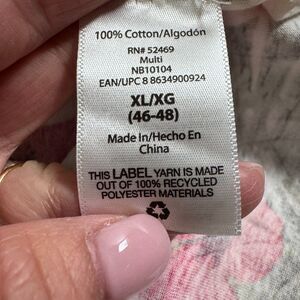 100% Cotton/Algodón
RN# 52469
Multi
NB10104
EAN/UPC 8 8634900924
XL/XG
(46-48)
Made In/Hecho En
China
THIS LABEL YARN IS MADE
OUT OF 100% RECYCLED
POLYESTER MATERIALS